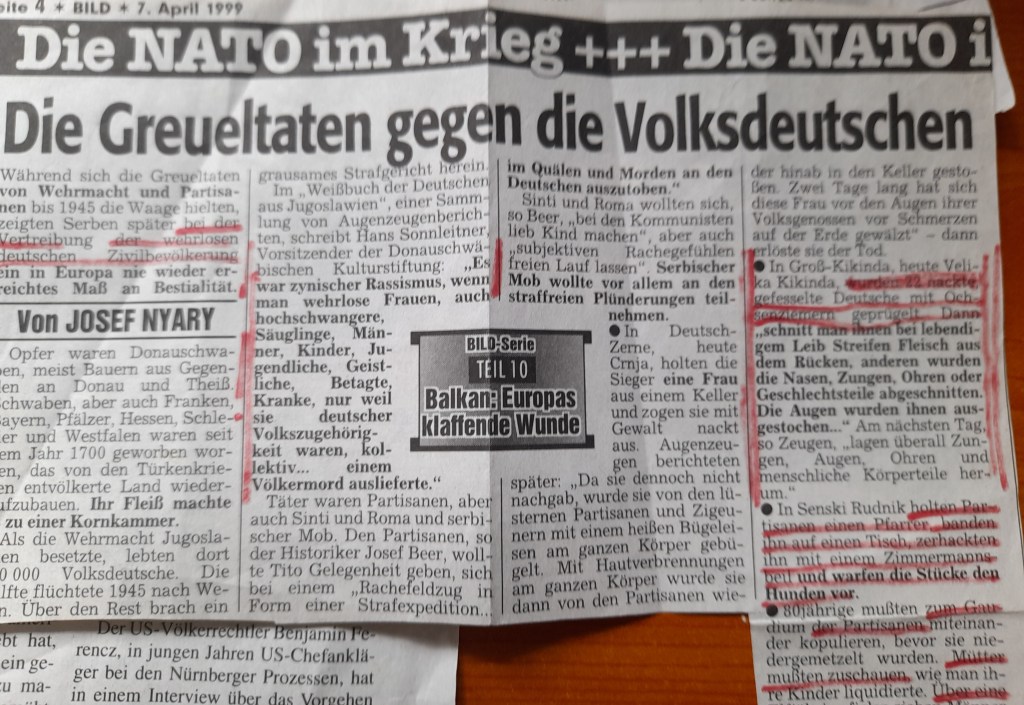 ite 4 * BILD * 7. April 1999
Die NATO im Krieg +++ Die NATO i
Die Greueltaten gegen die Volksdeutschen
Während sich die Greueltaten
von Wehrmacht und Partisa-
nen bis 1945 die Waage hielten,
zeigten Serben später bei der
Vertreibung der wehrlosen
deutschen Zivilbevölkerung
ein in Europa nie wieder er-
reichtes Maß an Bestialität.
Von JOSEF NYARY
Opfer waren Donauschwa-
ben, meist Bauern aus Gegen-
den an Donau und Theiß.
Schwaben, aber auch Franken,
Bayern, Pfälzer, Hessen, Schle-
er und Westfalen waren seit
em Jahr 1700 geworben wor-
en, das von den Türkenkrie-
en entvölkerte Land wieder-
ufzubauen. Ihr Fleiß machte
zu einer Kornkammer.
Als die Wehrmacht Jugosla-
en besetzte, lebten dort
0 000 Volksdeutsche. Die
lfte flüchtete 1945 nach We-
n. Über den Rest brach ein
grausames Strafgericht herein.
Im „Weißbuch der Deutschen
aus Jugoslawien", einer Samm-
lung von Augenzeugenberich-
ten, schreibt Hans Sonnleitner,
Vorsitzender der Donauschwä-
bischen Kulturstiftung: „Es
war zynischer Rassismus, wenn
man wehrlose Frauen, auch
hochschwangere,
Säuglinge, Män-
ner, Kinder, Ju-
gendliche, Geist-
liche, Betagte,
Kranke, nur weil
sie deutscher
Volkszugehörig-
keit waren, kol-
lektiv... einem
Völkermord auslieferte."
Täter waren Partisanen, aber
auch Sinti und Roma und serbi-
scher Mob. Den Partisanen, so
der Historiker Josef Beer, woll-
te Tito Gelegenheit geben, sich
bei einem „Rachefeldzug in
Form einer Strafexpedition...
im Quälen und Morden an den
Deutschen auszutoben."
Sinti und Roma wollten sich,
so Beer, „bei den Kommunisten
lieb Kind machen", aber auch
„subjektiven Rachegefühlen
freien Lauf lassen". Serbischer
Mob wollte vor allem an den
straffreien Plünderungen teil-
nehmen.
BILD-Serie
TEIL 10
Balkan: Europas
klaffende Wunde
● In Deutsch-
Zerne, heute
Crnja, holten die
Sieger eine Frau
aus einem Keller
und zogen sie mit
Gewalt nackt
aus. Augenzeu-
gen berichteten
später: „Da sie dennoch nicht
nachgab, wurde sie von den lü-
sternen Partisanen und Zigeu-
nern mit einem heißen Bügelei-
sen am ganzen Körper gebü-
gelt. Mit Hautverbrennungen
am ganzen Körper wurde sie
dann von den Partisanen wie-
der hinab in den Keller gesto-
ßen. Zwei Tage lang hat sich
diese Frau vor den Augen ihrer
Volksgenossen vor Schmerzen
auf der Erde gewälzt" – dann
erlöste sie der Tod.
● In Groß-Kikinda, heute Veli-
ka Kikinda, wurden 22 nackte,
gefesselte Deutsche mit Och-
senziemern geprügelt. Dann
„schnitt man ihnen bei lebendi-
gem Leib Streifen Fleisch aus
dem Rücken, anderen wurden
die Nasen, Zungen, Ohren oder
Geschlechtsteile abgeschnitten.
Die Augen wurden ihnen aus-
gestochen..." Am nächsten Tag,
so Zeugen, „lagen überall Zun-
gen, Augen, Ohren und
menschliche Körperteile her-
um."
● In Senski Rudnik holten Par-
tisanen einen Pfarrer, banden
ihn auf einen Tisch, zerhackten
ihn mit einem Zimmermanns-
beil und warfen die Stücke den
Hunden vor.
● 80jährige mußten zum Gau-
dium der Partisanen miteinan-
der kopulieren, bevor sie nie-
dergemetzelt wurden. Mütter
mußten zuschauen, wie man ih-
re Kinder liquidierte. Über eine
ebt hat,
ein ge-
zu ma-
Der US-Völkerrechtler Benjamin Fe-
rencz, in jungen Jahren US-Chefanklä-
ger bei den Nürnberger Prozessen, hat
in einem Interview über das Vorgehen